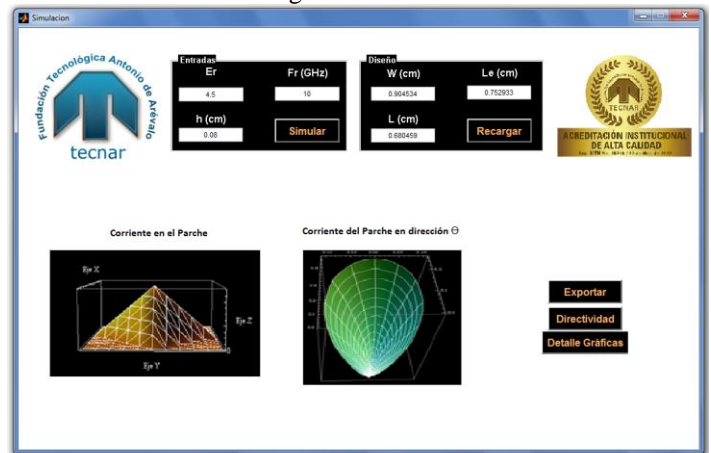 Simulacion
Fundación Tecnológica Antonio de Arévalo
tecnar
Entradas
Er
Fr (GHz)
4.5
10
h (cm)
0.08
Simular
Diseño
W (cm)
Le (cm)
0.904534
0.752933
L (cm)
0.680459
Recargar
TECNAR
ACREDITACIÓN INSTITUCIONAL
DE ALTA CALIDAD
Corriente en el Parche
Eje X
Eje Z
0
Eje Y
Corriente del Parche en dirección Θ
Exportar
Directividad
Detalle Gráficas